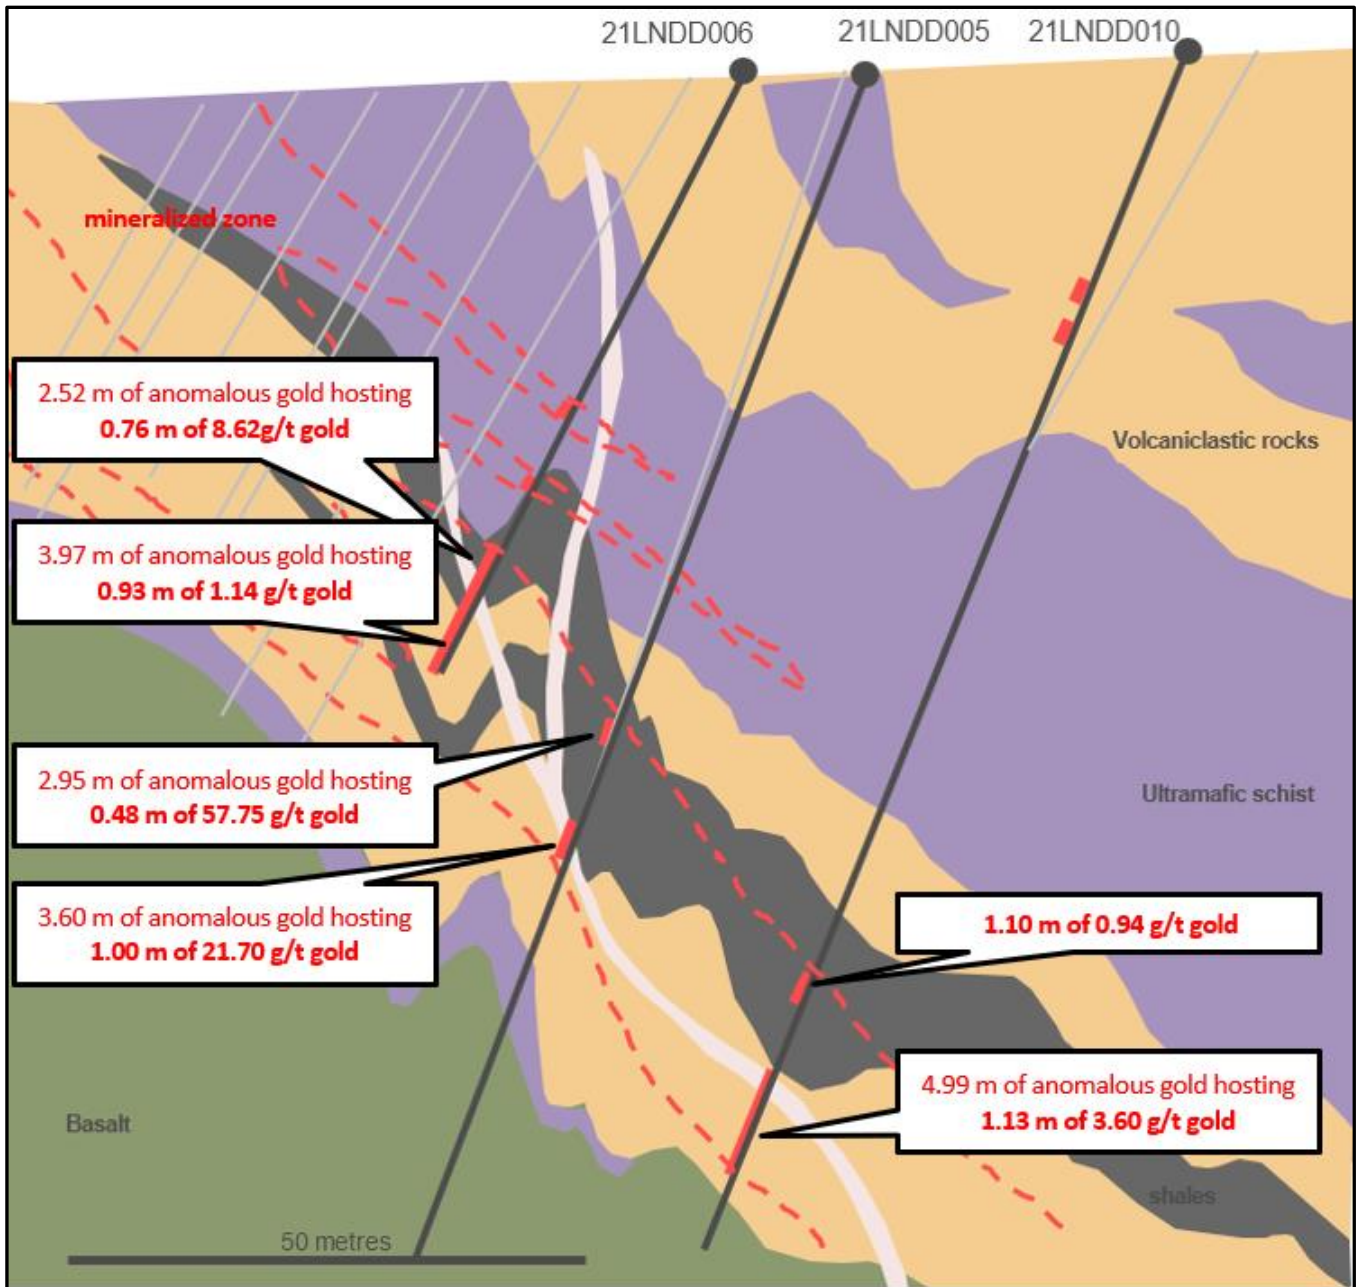 21LNDD006
21LNDD005
21LNDD010
mineralized zone
2.52 m of anomalous gold hosting
0.76 m of 8.62g/t gold
Volcaniclastic rocks
3.97 m of anomalous gold hosting
0.93 m of 1.14 g/t gold
2.95 m of anomalous gold hosting
0.48 m of 57.75 g/t gold
Ultramafic schist
3.60 m of anomalous gold hosting
1.00 m of 21.70 g/t gold
1.10 m of 0.94 g/t gold
4.99 m of anomalous gold hosting
1.13 m of 3.60 g/t gold
Basalt
shales
50 metres